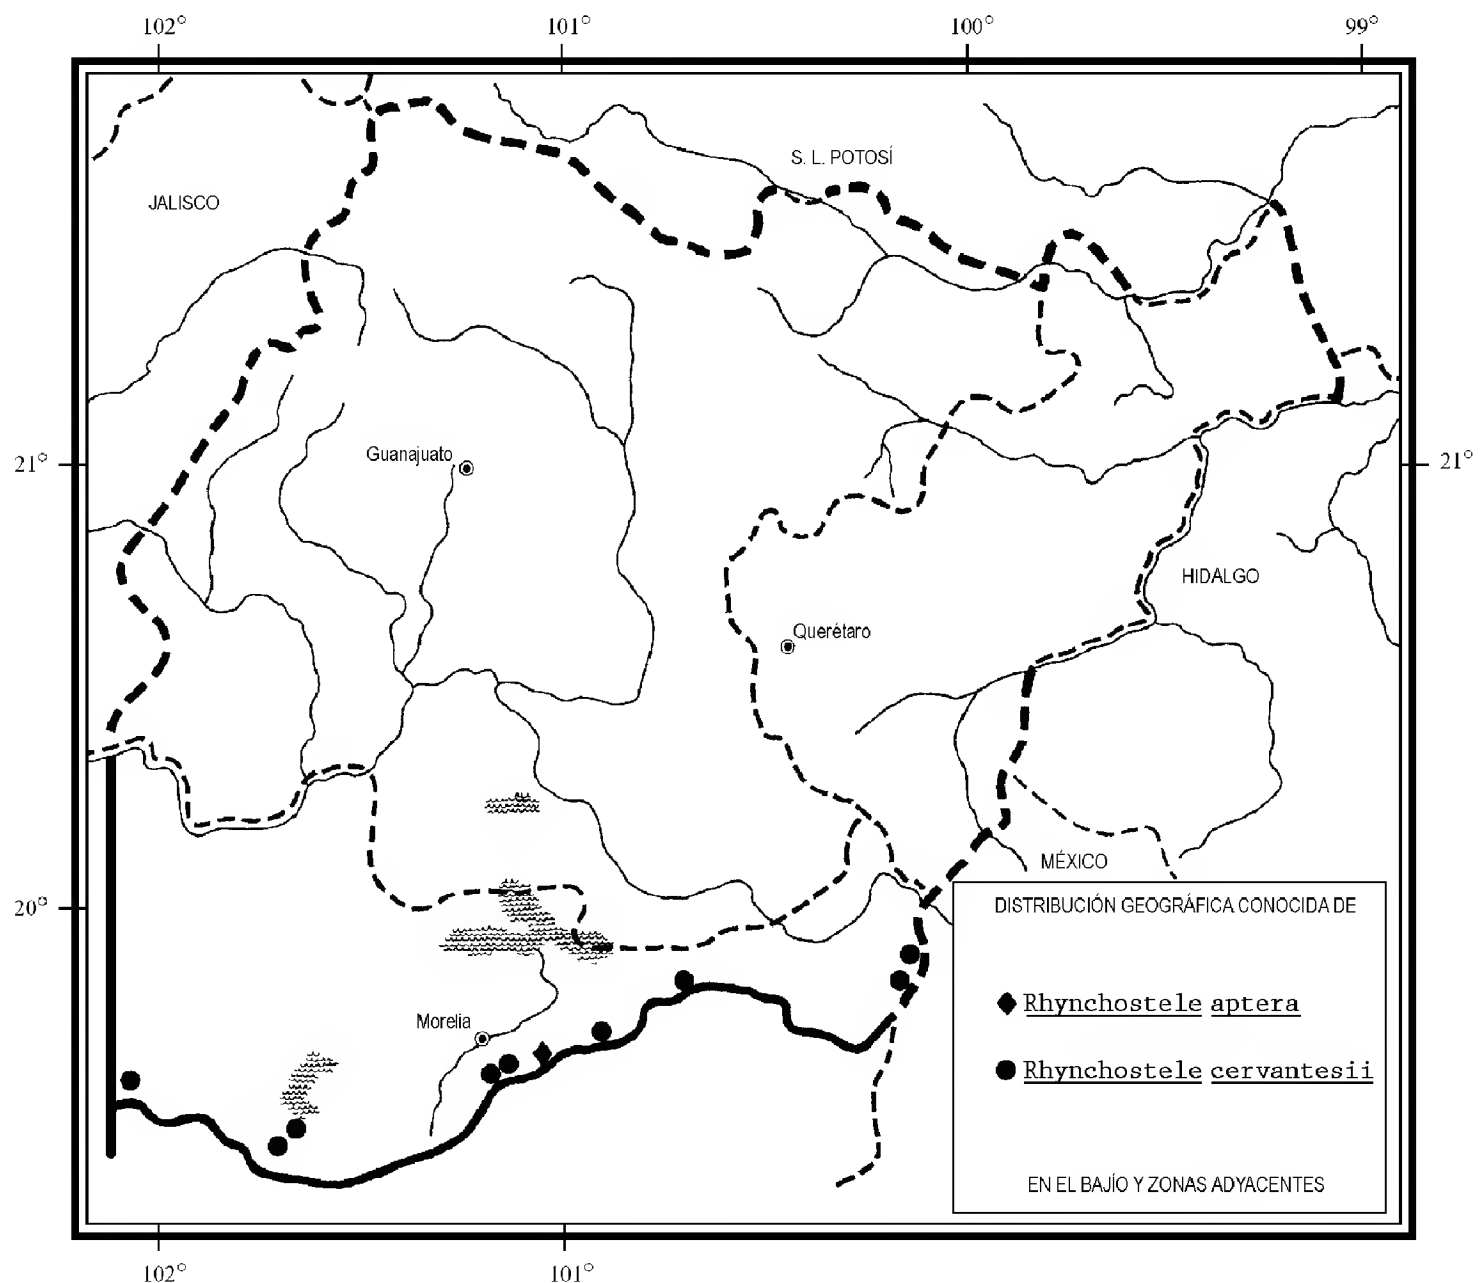 102° 101° 100° 99°
S. L. POTOSÍ
JALISCO
Guanajuato
21° 21°
HIDALGO
Querétaro
MÉXICO
20°
DISTRIBUCIÓN GEOGRÁFICA CONOCIDA DE
Rhynchostele aptera
Morelia
Rhynchostele cervantesii
EN EL BAJÍO Y ZONAS ADYACENTES
102° 101°